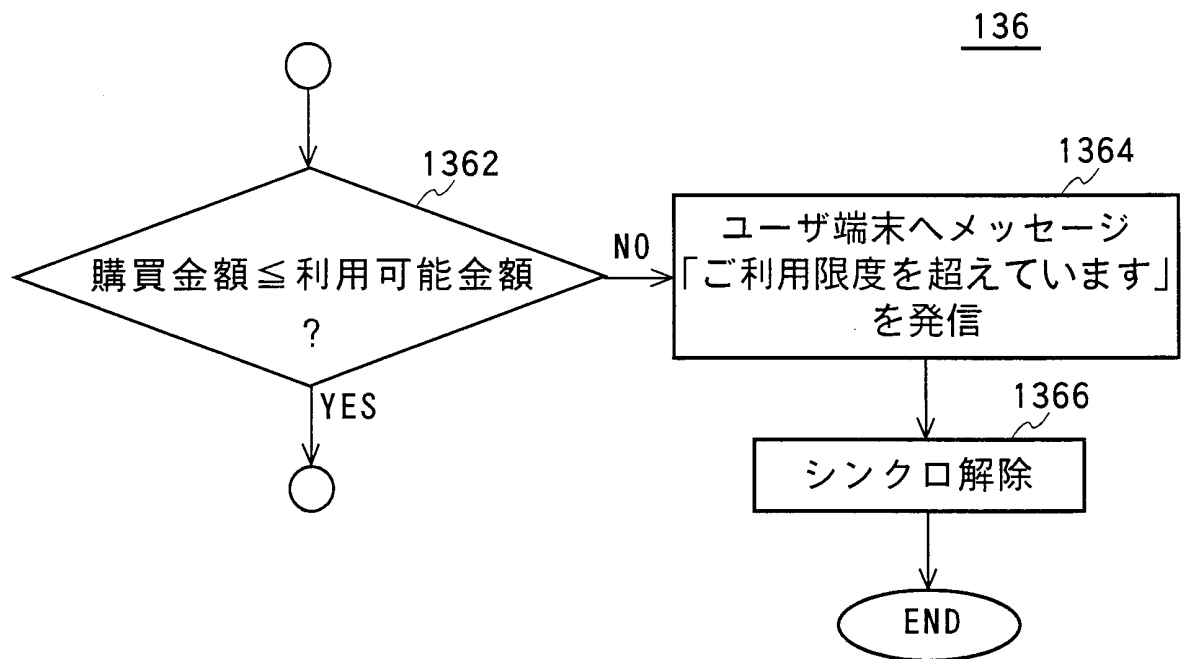 136
1362
購買金額≦利用可能金額
?
NO
YES
1364
ユーザ端末へメッセージ
「ご利用限度を超えています」
を発信
1366
シンクロ解除
END